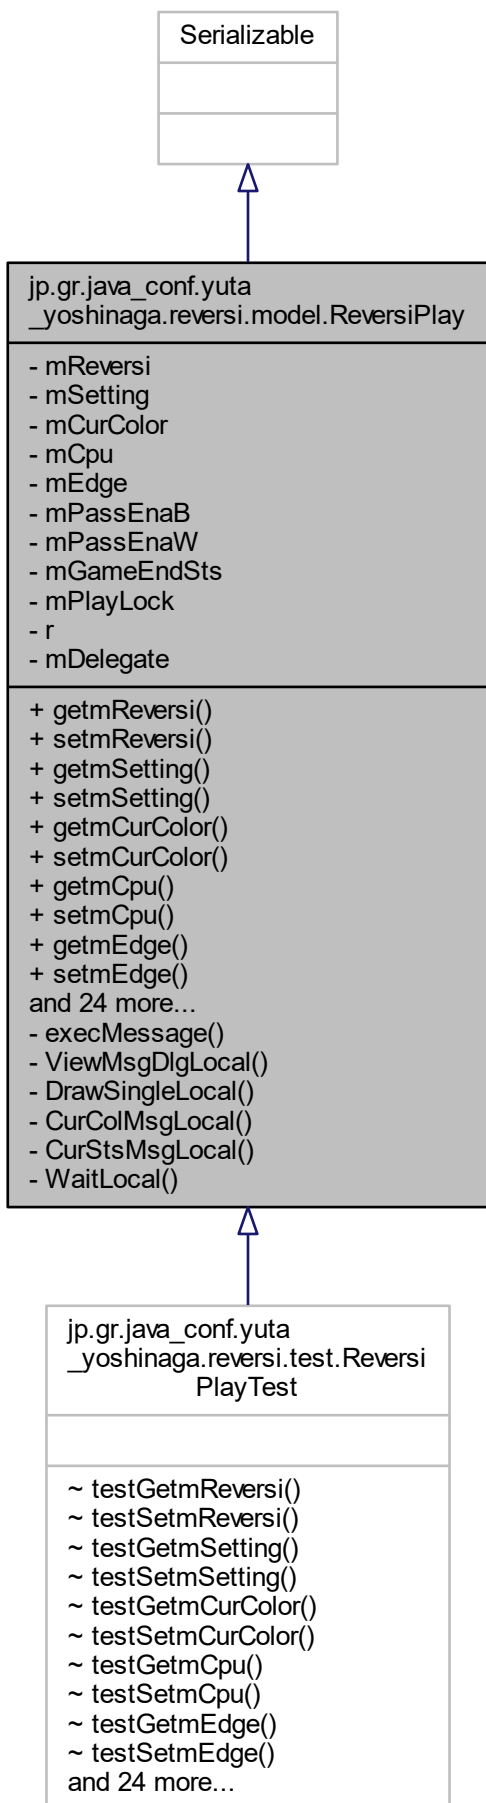 Serializable
jp.gr.java_conf.yuta
_yoshinaga.reversi.model.ReversiPlay
- mReversi
- mSetting
- mCurColor
- mCpu
- mEdge
- mPassEnaB
- mPassEnaW
- mGameEndSts
- mPlayLock
- r
- mDelegate
+ getmReversi()
+ setmReversi()
+ getmSetting()
+ setmSetting()
+ getmCurColor()
+ setmCurColor()
+ getmCpu()
+ setmCpu()
+ getmEdge()
+ setmEdge()
and 24 more...
- execMessage()
- ViewMsgDlgLocal()
- DrawSingleLocal()
- CurColMsgLocal()
- CurStsMsgLocal()
- WaitLocal()
jp.gr.java_conf.yuta
_yoshinaga.reversi.test.Reversi
PlayTest
~ testGetmReversi()
~ testSetmReversi()
~ testGetmSetting()
~ testSetmSetting()
~ testGetmCurColor()
~ testSetmCurColor()
~ testGetmCpu()
~ testSetmCpu()
~ testGetmEdge()
~ testSetmEdge()
and 24 more...